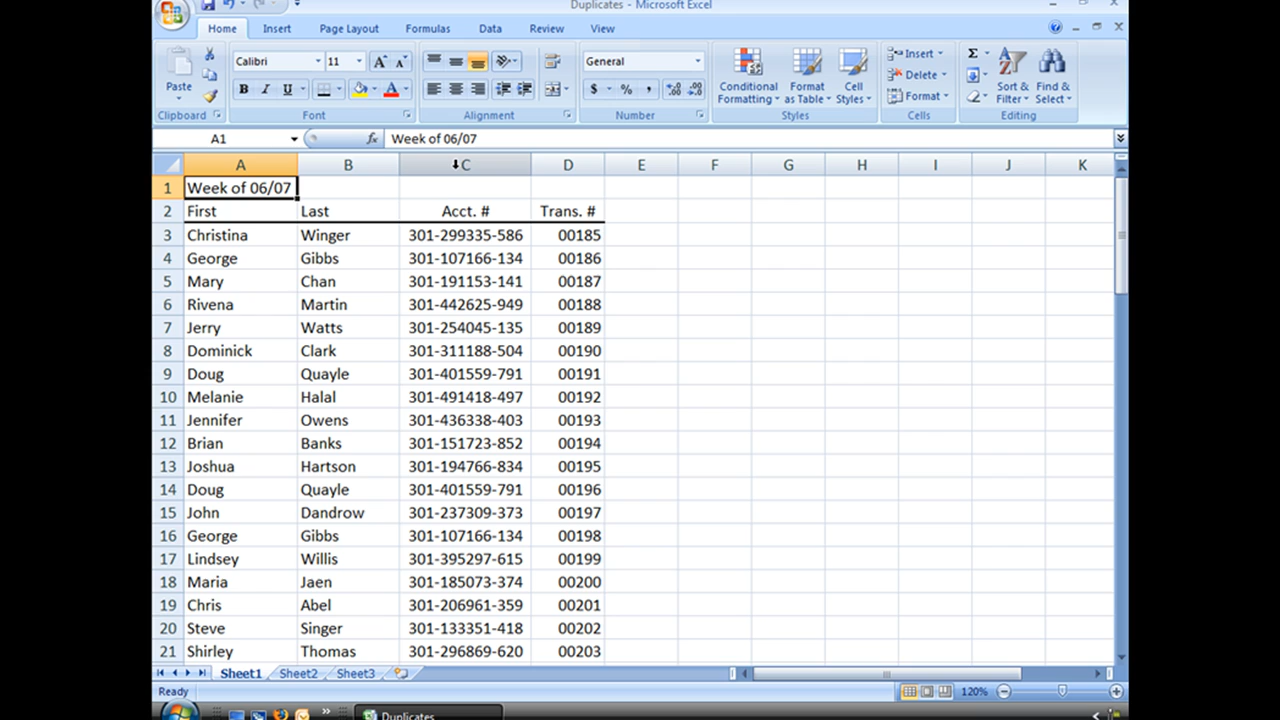 Duplicates - Microsoft Excel
Home Insert Page Layout Formulas Data Review View
Calibri 11 General
Paste
B I U
$ % ,
Conditional Formatting
Format as Table
Cell Styles
Insert
Delete
Format
Σ
Sort & Filter
Find & Select
Clipboard Font Alignment Number Styles Cells Editing
A1 fx Week of 06/07
A B C D E F G H I J K
1 Week of 06/07
2 First Last Acct. # Trans. #
3 Christina Winger 301-299335-586 00185
4 George Gibbs 301-107166-134 00186
5 Mary Chan 301-191153-141 00187
6 Rivena Martin 301-442625-949 00188
7 Jerry Watts 301-254045-135 00189
8 Dominick Clark 301-311188-504 00190
9 Doug Quayle 301-401559-791 00191
10 Melanie Halal 301-491418-497 00192
11 Jennifer Owens 301-436338-403 00193
12 Brian Banks 301-151723-852 00194
13 Joshua Hartson 301-194766-834 00195
14 Doug Quayle 301-401559-791 00196
15 John Dandrow 301-237309-373 00197
16 George Gibbs 301-107166-134 00198
17 Lindsey Willis 301-395297-615 00199
18 Maria Jaen 301-185073-374 00200
19 Chris Abel 301-206961-359 00201
20 Steve Singer 301-133351-418 00202
21 Shirley Thomas 301-296869-620 00203
Sheet1 Sheet2 Sheet3
Ready 120%
Duplicates